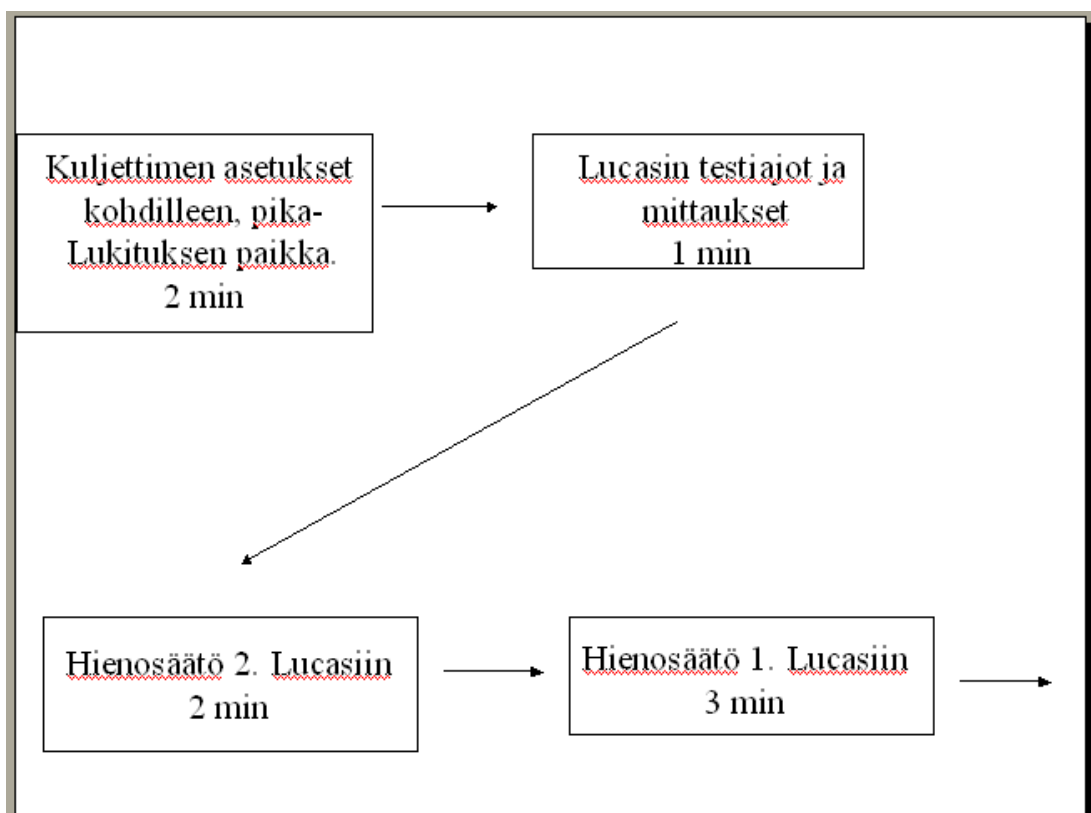 Kuljettimen asetukset
kohdilleen, pika-
Lukituksen paikka.
2 min
Lucasin testiajot ja
mittaukset
1 min
Hienosäätö 2. Lucasiin
2 min
Hienosäätö 1. Lucasiin
3 min